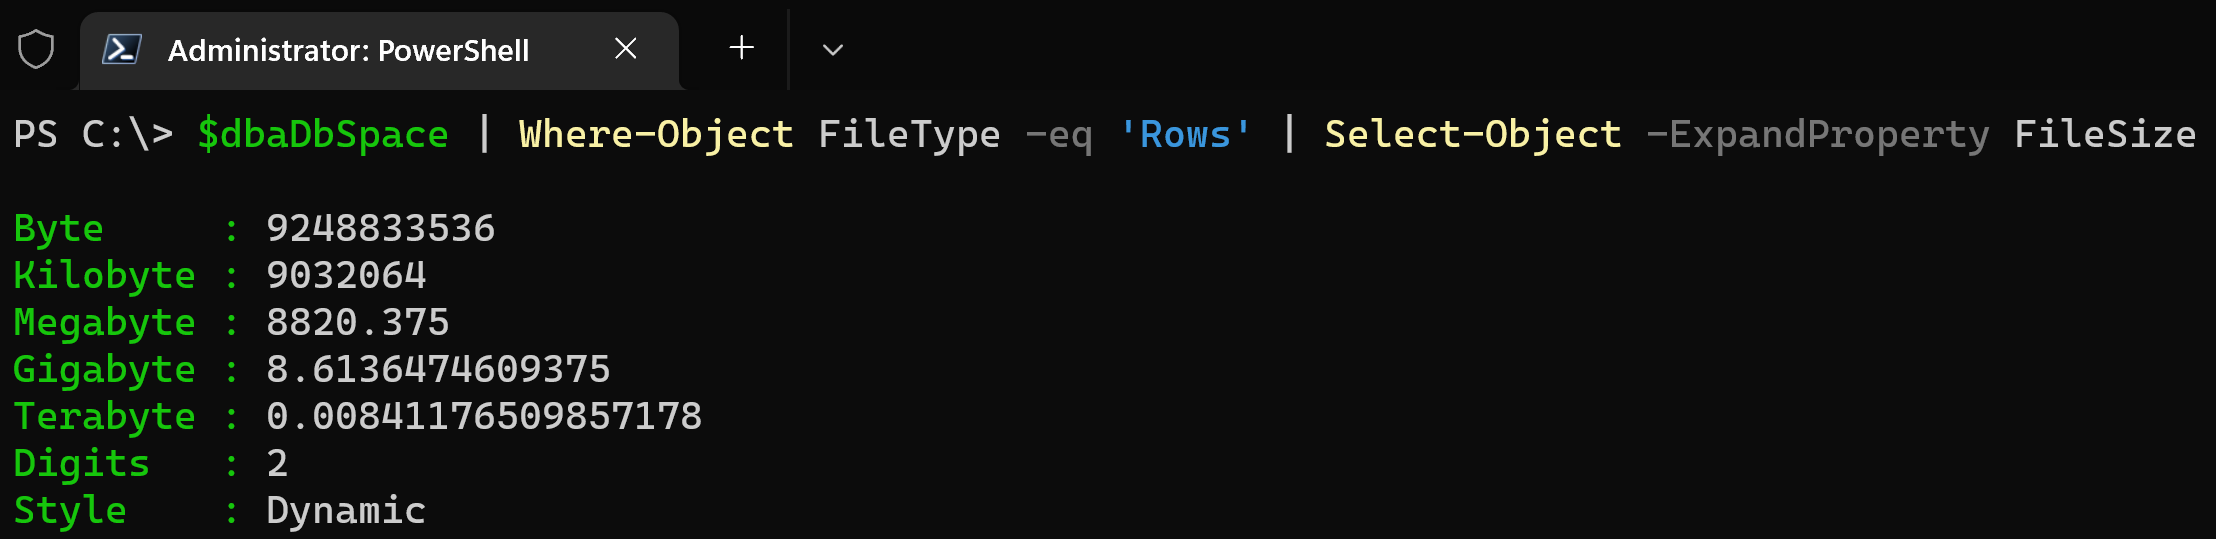 Administrator: PowerShell
PS C:\> $dbaDbSpace | Where-Object FileType -eq 'Rows' | Select-Object -ExpandProperty FileSize
Byte     : 9248833536
Kilobyte : 9032064
Megabyte : 8820.375
Gigabyte : 8.6136474609375
Terabyte : 0.00841176509857178
Digits   : 2
Style    : Dynamic